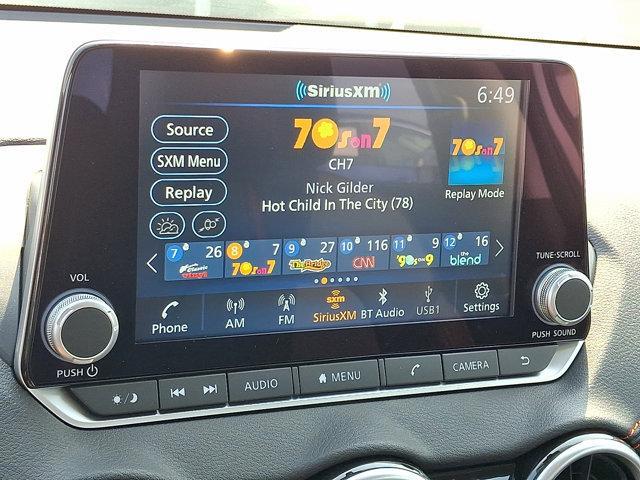 ((SiriusXM))
6:49
Source
SXM Menu
Replay
70s on 7
CH7
Nick Gilder
Hot Child In The City (78)
70s on 7
Replay Mode
7 26
Classic Vinyl
8 7
70s on 7
9 27
The Bridge
10 116
CNN
11 9
90s on 9
12 16
the blend
Phone
AM
FM
sxm
SiriusXM
BT Audio
USB1
Settings
VOL
PUSH
TUNE-SCROLL
PUSH SOUND
AUDIO
MENU
CAMERA